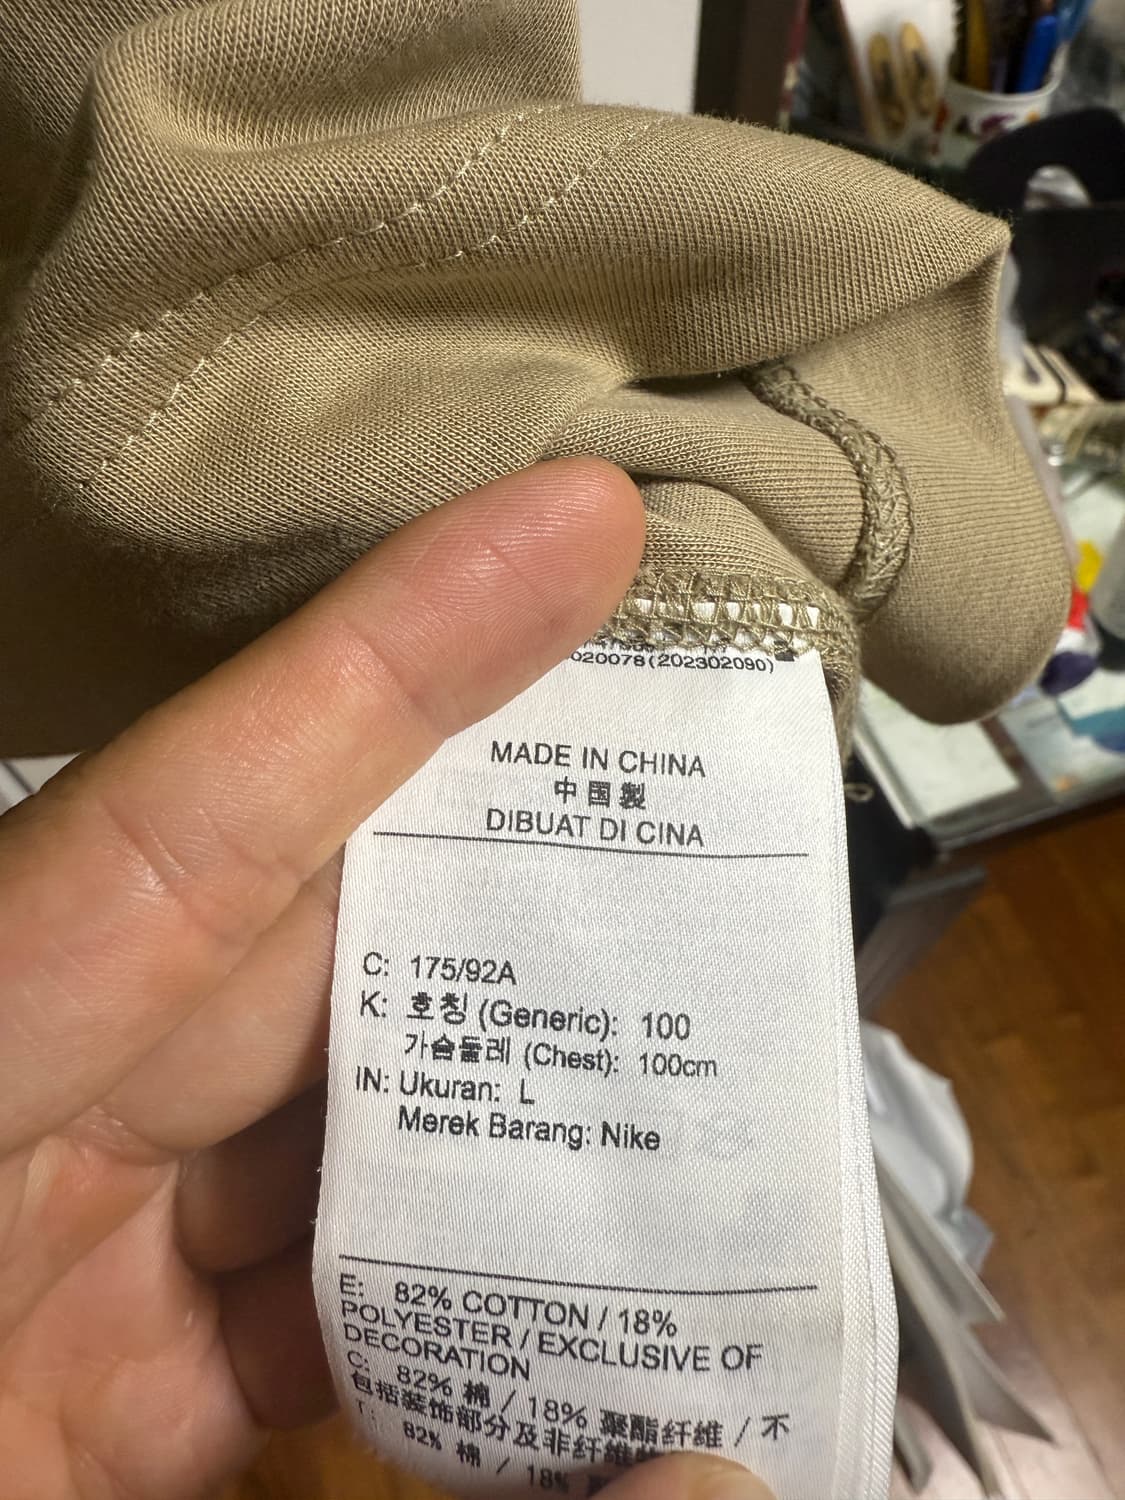 020078(202302090)
MADE IN CHINA
中国製
DIBUAT DI CINA
C: 175/92A
K: 호칭 (Generic): 100
가슴둘레 (Chest): 100cm
IN: Ukuran: L
Merek Barang: Nike
E: 82% COTTON / 18%
POLYESTER / EXCLUSIVE OF
DECORATION
C: 82% 棉 / 18% 聚酯纤维 / 不
包括装饰部分及非纤维物
T: 82% 棉 / 18%